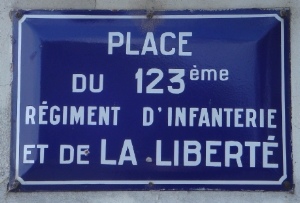 PLACE
DU 123ème
RÉGIMENT D'INFANTERIE
ET DE LA LIBERTÉ